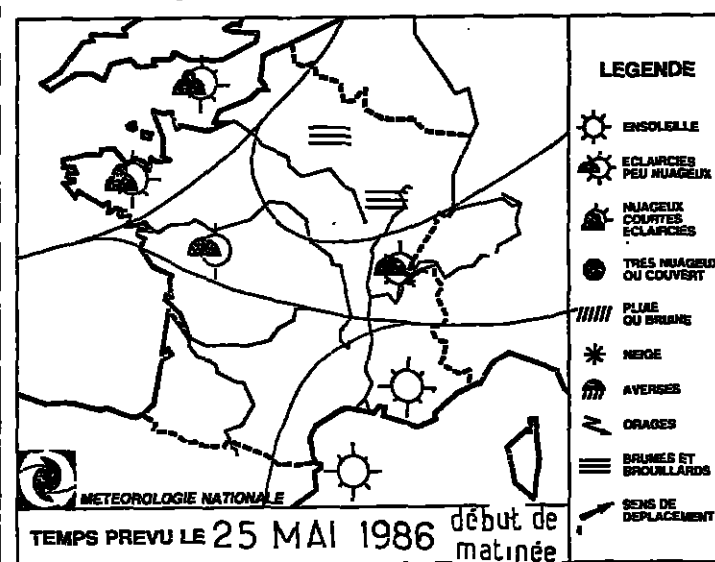 LEGENDE
ENSOLEILLE
ECLAIRCIES
PEU NUAGEUX
NUAGEUX
COURTES
ECLAIRCIES
TRES NUAGEUX
OU COUVERT
PLUIE
OU BRUINE
NEIGE
AVERSES
ORAGES
BRUMES ET
BROUILLARDS
SENS DE
DEPLACEMENT
METEOROLOGIE NATIONALE
TEMPS PREVU LE 25 MAI 1986 début de
matinée